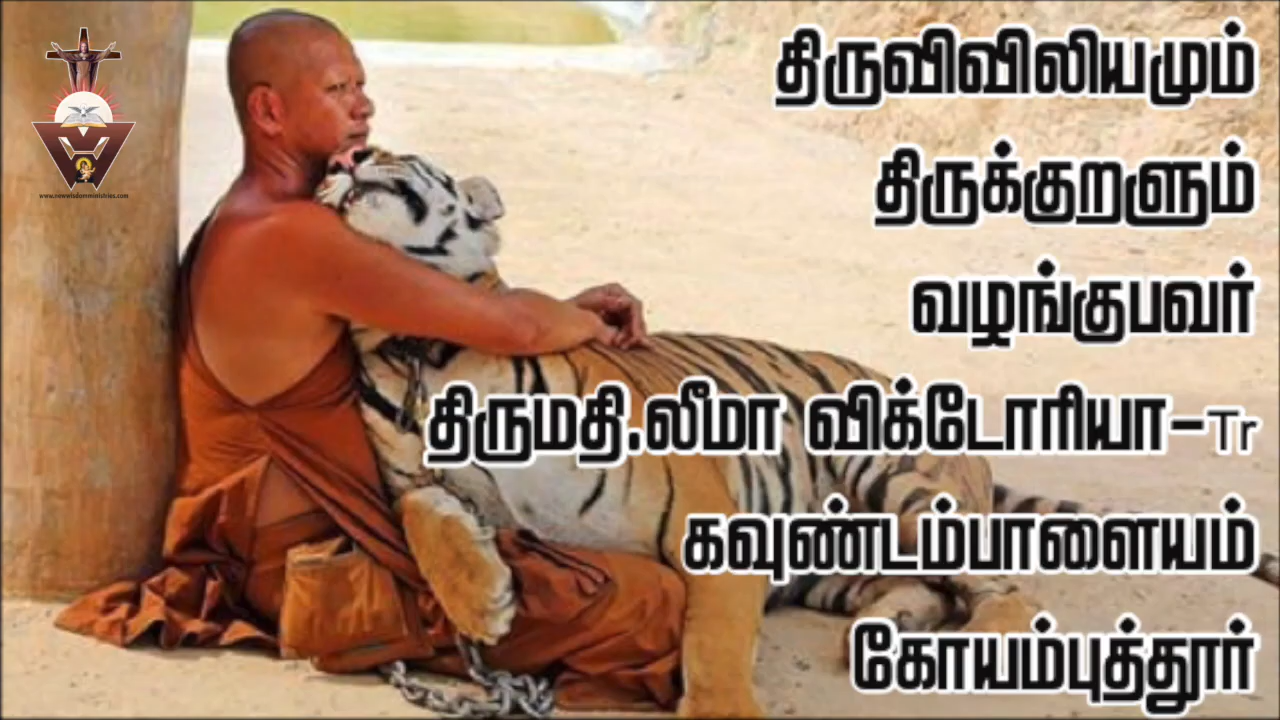 திருவிவிலியமும்
திருக்குறளும்
வழங்குபவர்
திருமதி.லீமா விக்டோரியா-Tr
கவுண்டம்பாளையம்
கோயம்புத்தூர்